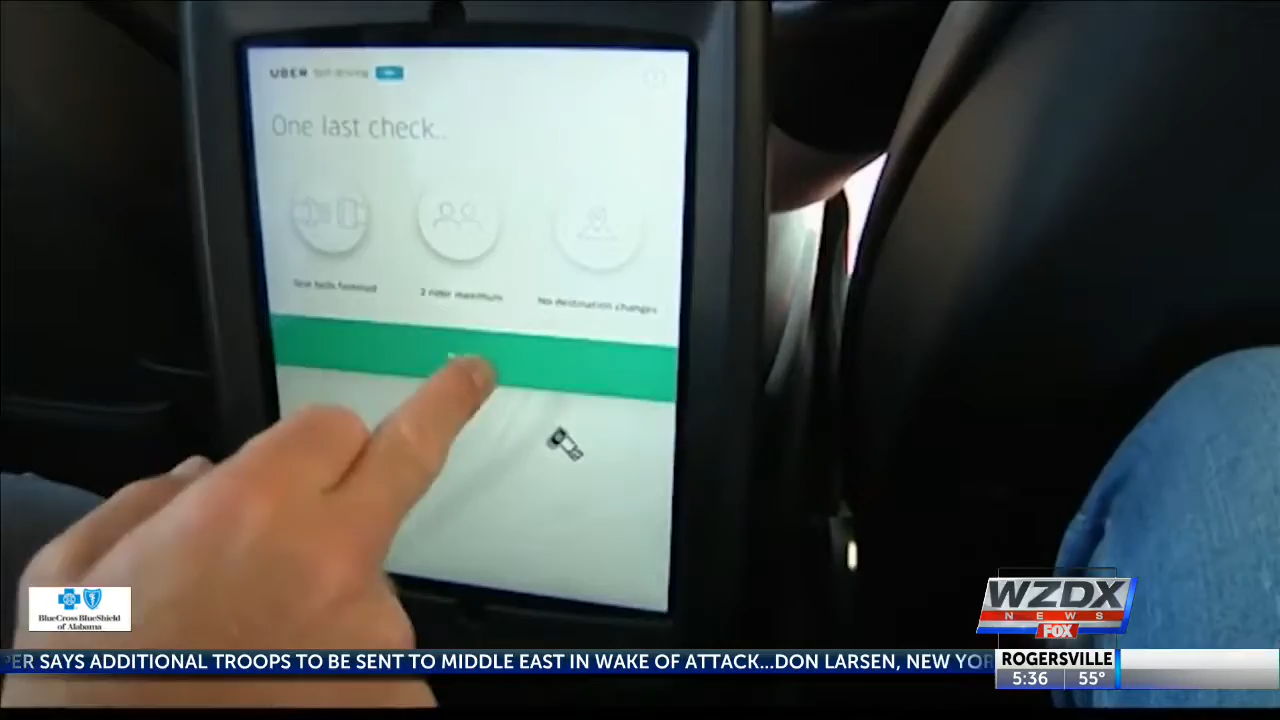 UBER Self-driving
One last check..
Seat belts fastened
2 rider maximum
No destination changes
BlueCross BlueShield
of Alabama
WZDX
NEWS
FOX
PER SAYS ADDITIONAL TROOPS TO BE SENT TO MIDDLE EAST IN WAKE OF ATTACK...DON LARSEN, NEW YOR
ROGERSVILLE
5:36 55°